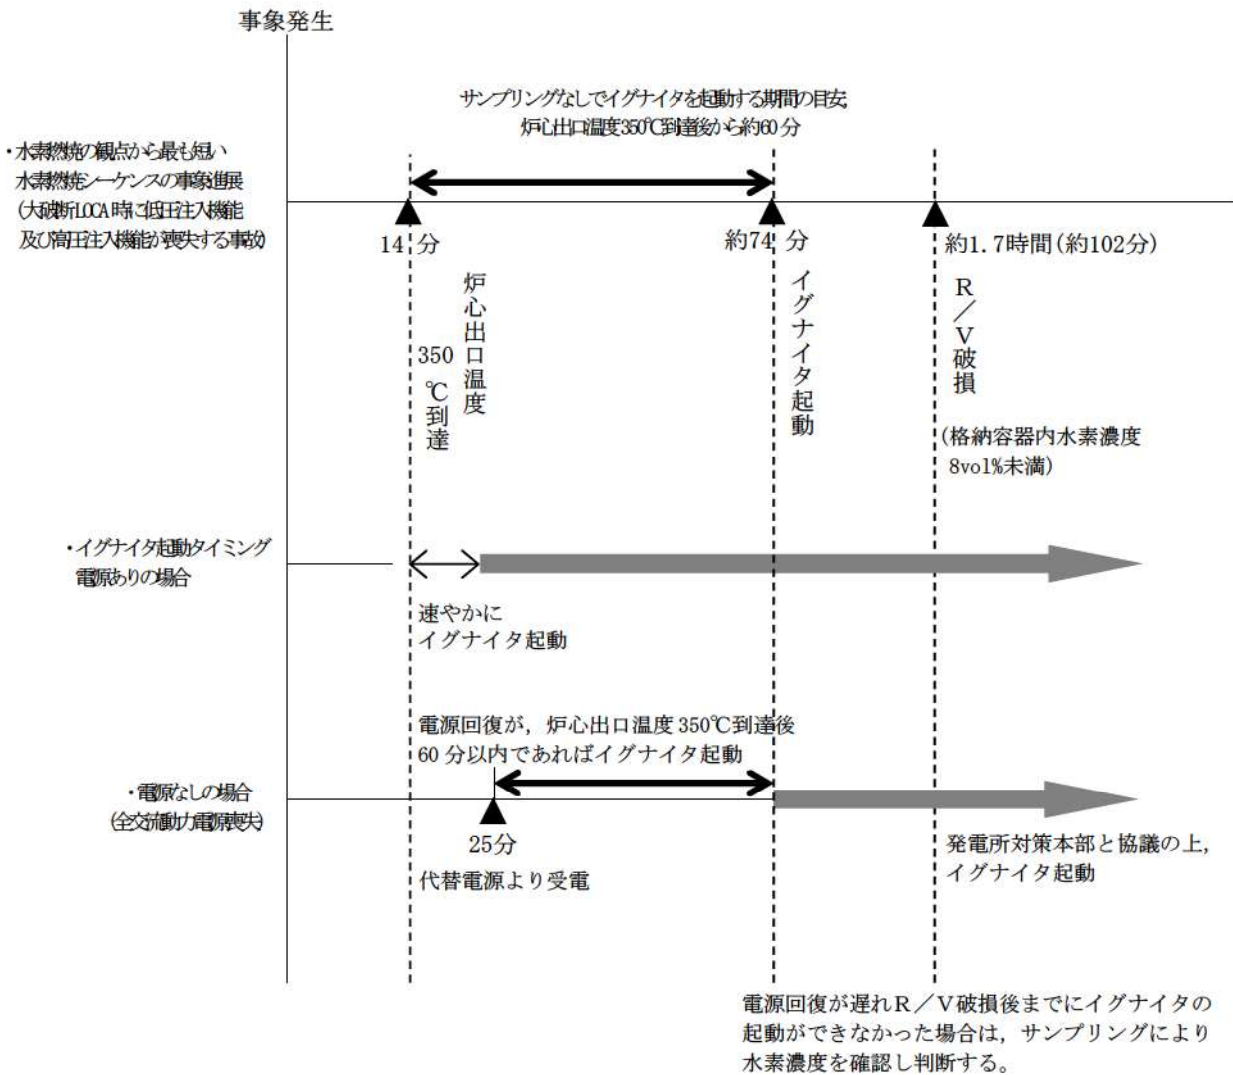 事象発生
サンプリングなしでイグナイタを起動する期間の目安;
炉心出口温度350℃到達後から約60分
・水素燃焼の観点から最も短い
水素燃焼シーケンスの事象進展
(大破断LOCA時に低圧注入機能
及び高圧注入機能が喪失する事故)
14 分
約74 分
約1.7時間(約102分)
炉心出口温度
350℃到達
イグナイタ起動
R/V破損
(格納容器内水素濃度
8vol%未満)
・イグナイタ起動タイミング
電源ありの場合
速やかに
イグナイタ起動
電源回復が，炉心出口温度350℃到達後
60分以内であればイグナイタ起動
・電源なしの場合
(全交流動力電源喪失)
25分
代替電源より受電
発電所対策本部と協議の上，
イグナイタ起動
電源回復が遅れR／V破損後までにイグナイタの
起動ができなかった場合は，サンプリングにより
水素濃度を確認し判断する。